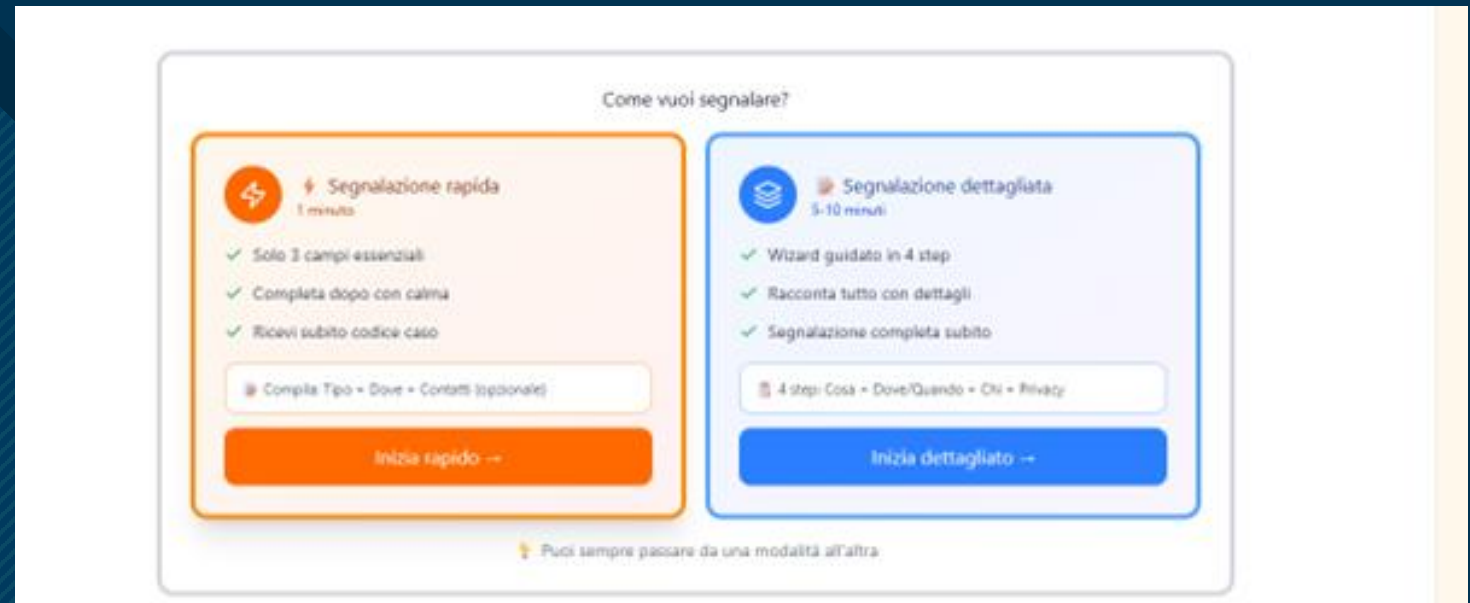 Come vuoi segnalare?
Segnalazione rapida
1 minuto
Solo 3 campi essenziali
Completa dopo con calma
Ricevi subito codice caso
Compila: Tipo + Dove + Contatti (opzionale)
Inizia rapido →
Segnalazione dettagliata
5-10 minuti
Wizard guidato in 4 step
Racconta tutto con dettagli
Segnalazione completa subito
4 step: Cosa + Dove/Quando + Chi + Privacy
Inizia dettagliato →
Puoi sempre passare da una modalità all'altra